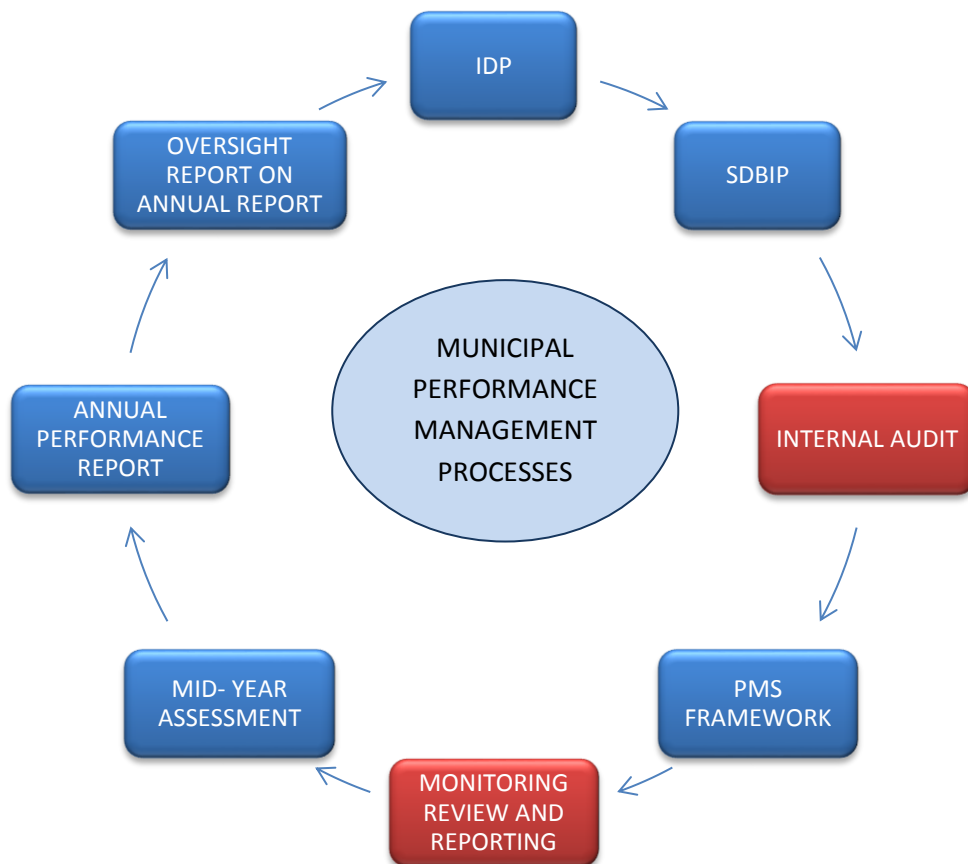 IDP
SDBIP
INTERNAL AUDIT
PMS
FRAMEWORK
MONITORING
REVIEW AND
REPORTING
MID- YEAR
ASSESSMENT
ANNUAL
PERFORMANCE
REPORT
OVERSIGHT
REPORT ON
ANNUAL REPORT
MUNICIPAL
PERFORMANCE
MANAGEMENT
PROCESSES